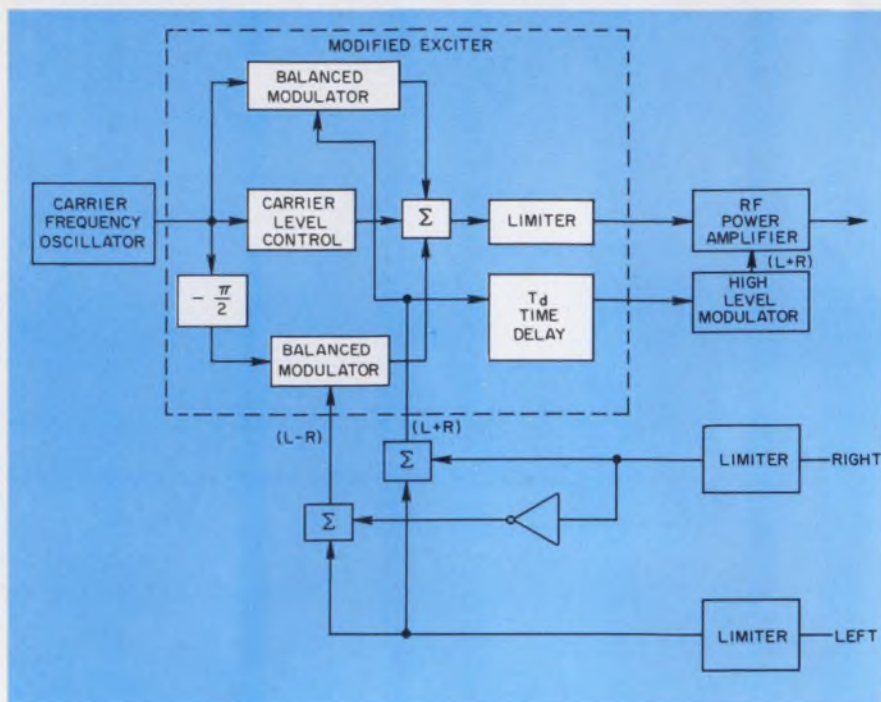 MODIFIED EXCITER
BALANCED
MODULATOR
CARRIER
FREQUENCY
OSCILLATOR
CARRIER
LEVEL
CONTROL
Σ
LIMITER
RF
POWER
AMPLIFIER
(L+R)
HIGH
LEVEL
MODULATOR
- π/2
Td
TIME
DELAY
BALANCED
MODULATOR
(L-R)
(L+R)
Σ
LIMITER
RIGHT
Σ
LIMITER
LEFT